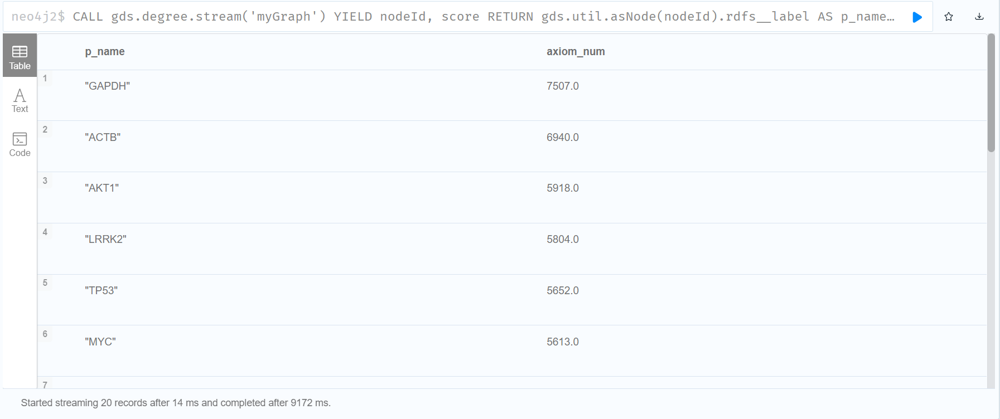 neo4j2$ CALL gds.degree.stream('myGraph') YIELD nodeId, score RETURN gds.util.asNode(nodeId).rdfs__label AS p_name…
Table
Text
Code
p_name axiom_num
1 "GAPDH" 7507.0
2 "ACTB" 6940.0
3 "AKT1" 5918.0
4 "LRRK2" 5804.0
5 "TP53" 5652.0
6 "MYC" 5613.0
7
Started streaming 20 records after 14 ms and completed after 9172 ms.